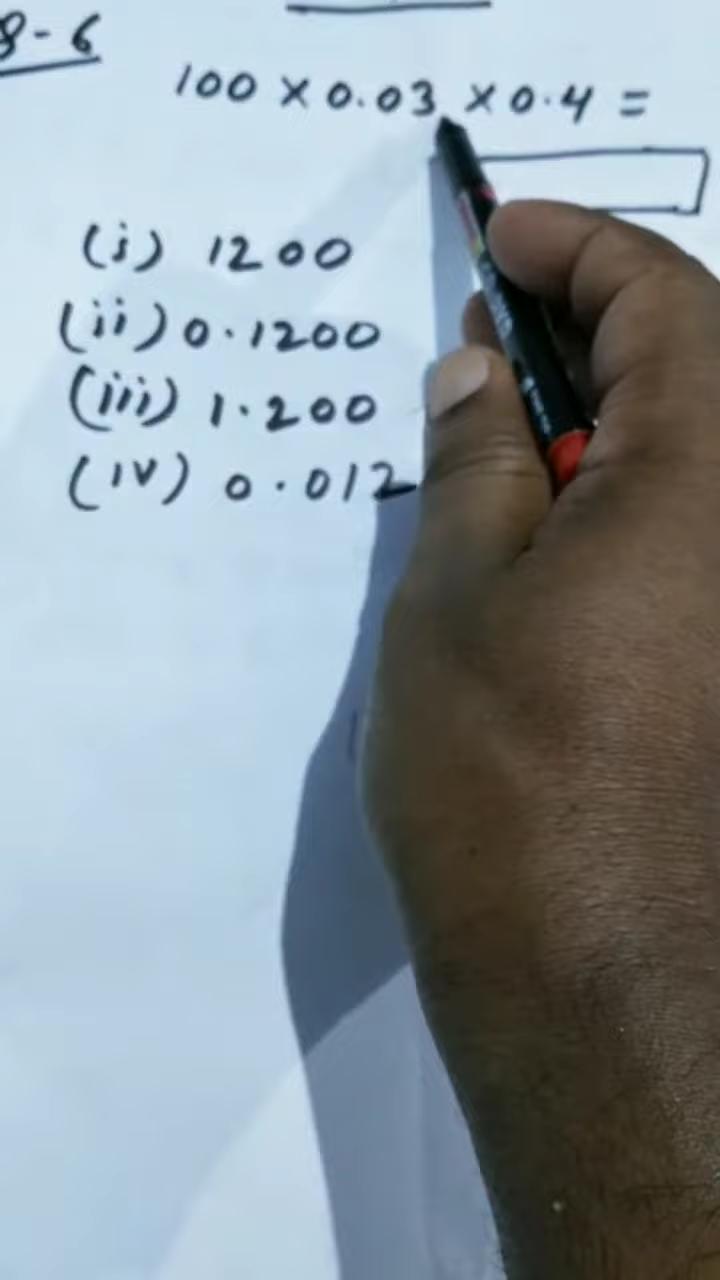 8-6
100 × 0.03 × 0.4 =
(i) 1200
(ii) 0.1200
(iii) 1.200
(iv) 0.012